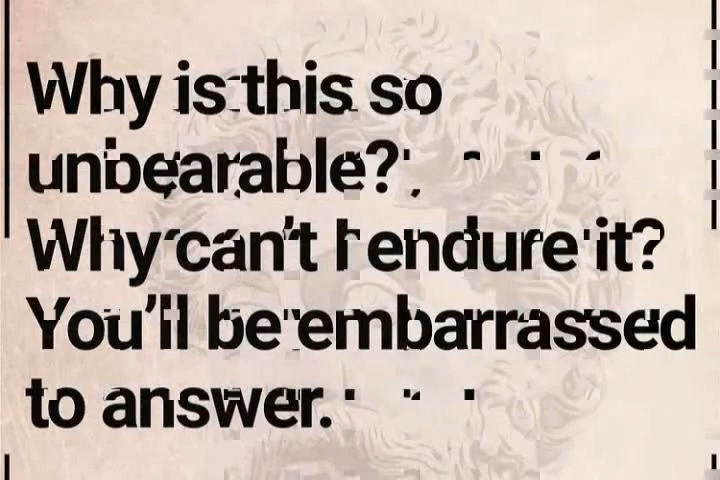 Why is this so
unbearable?
Why can't I endure it?
You'll be embarrassed
to answer.